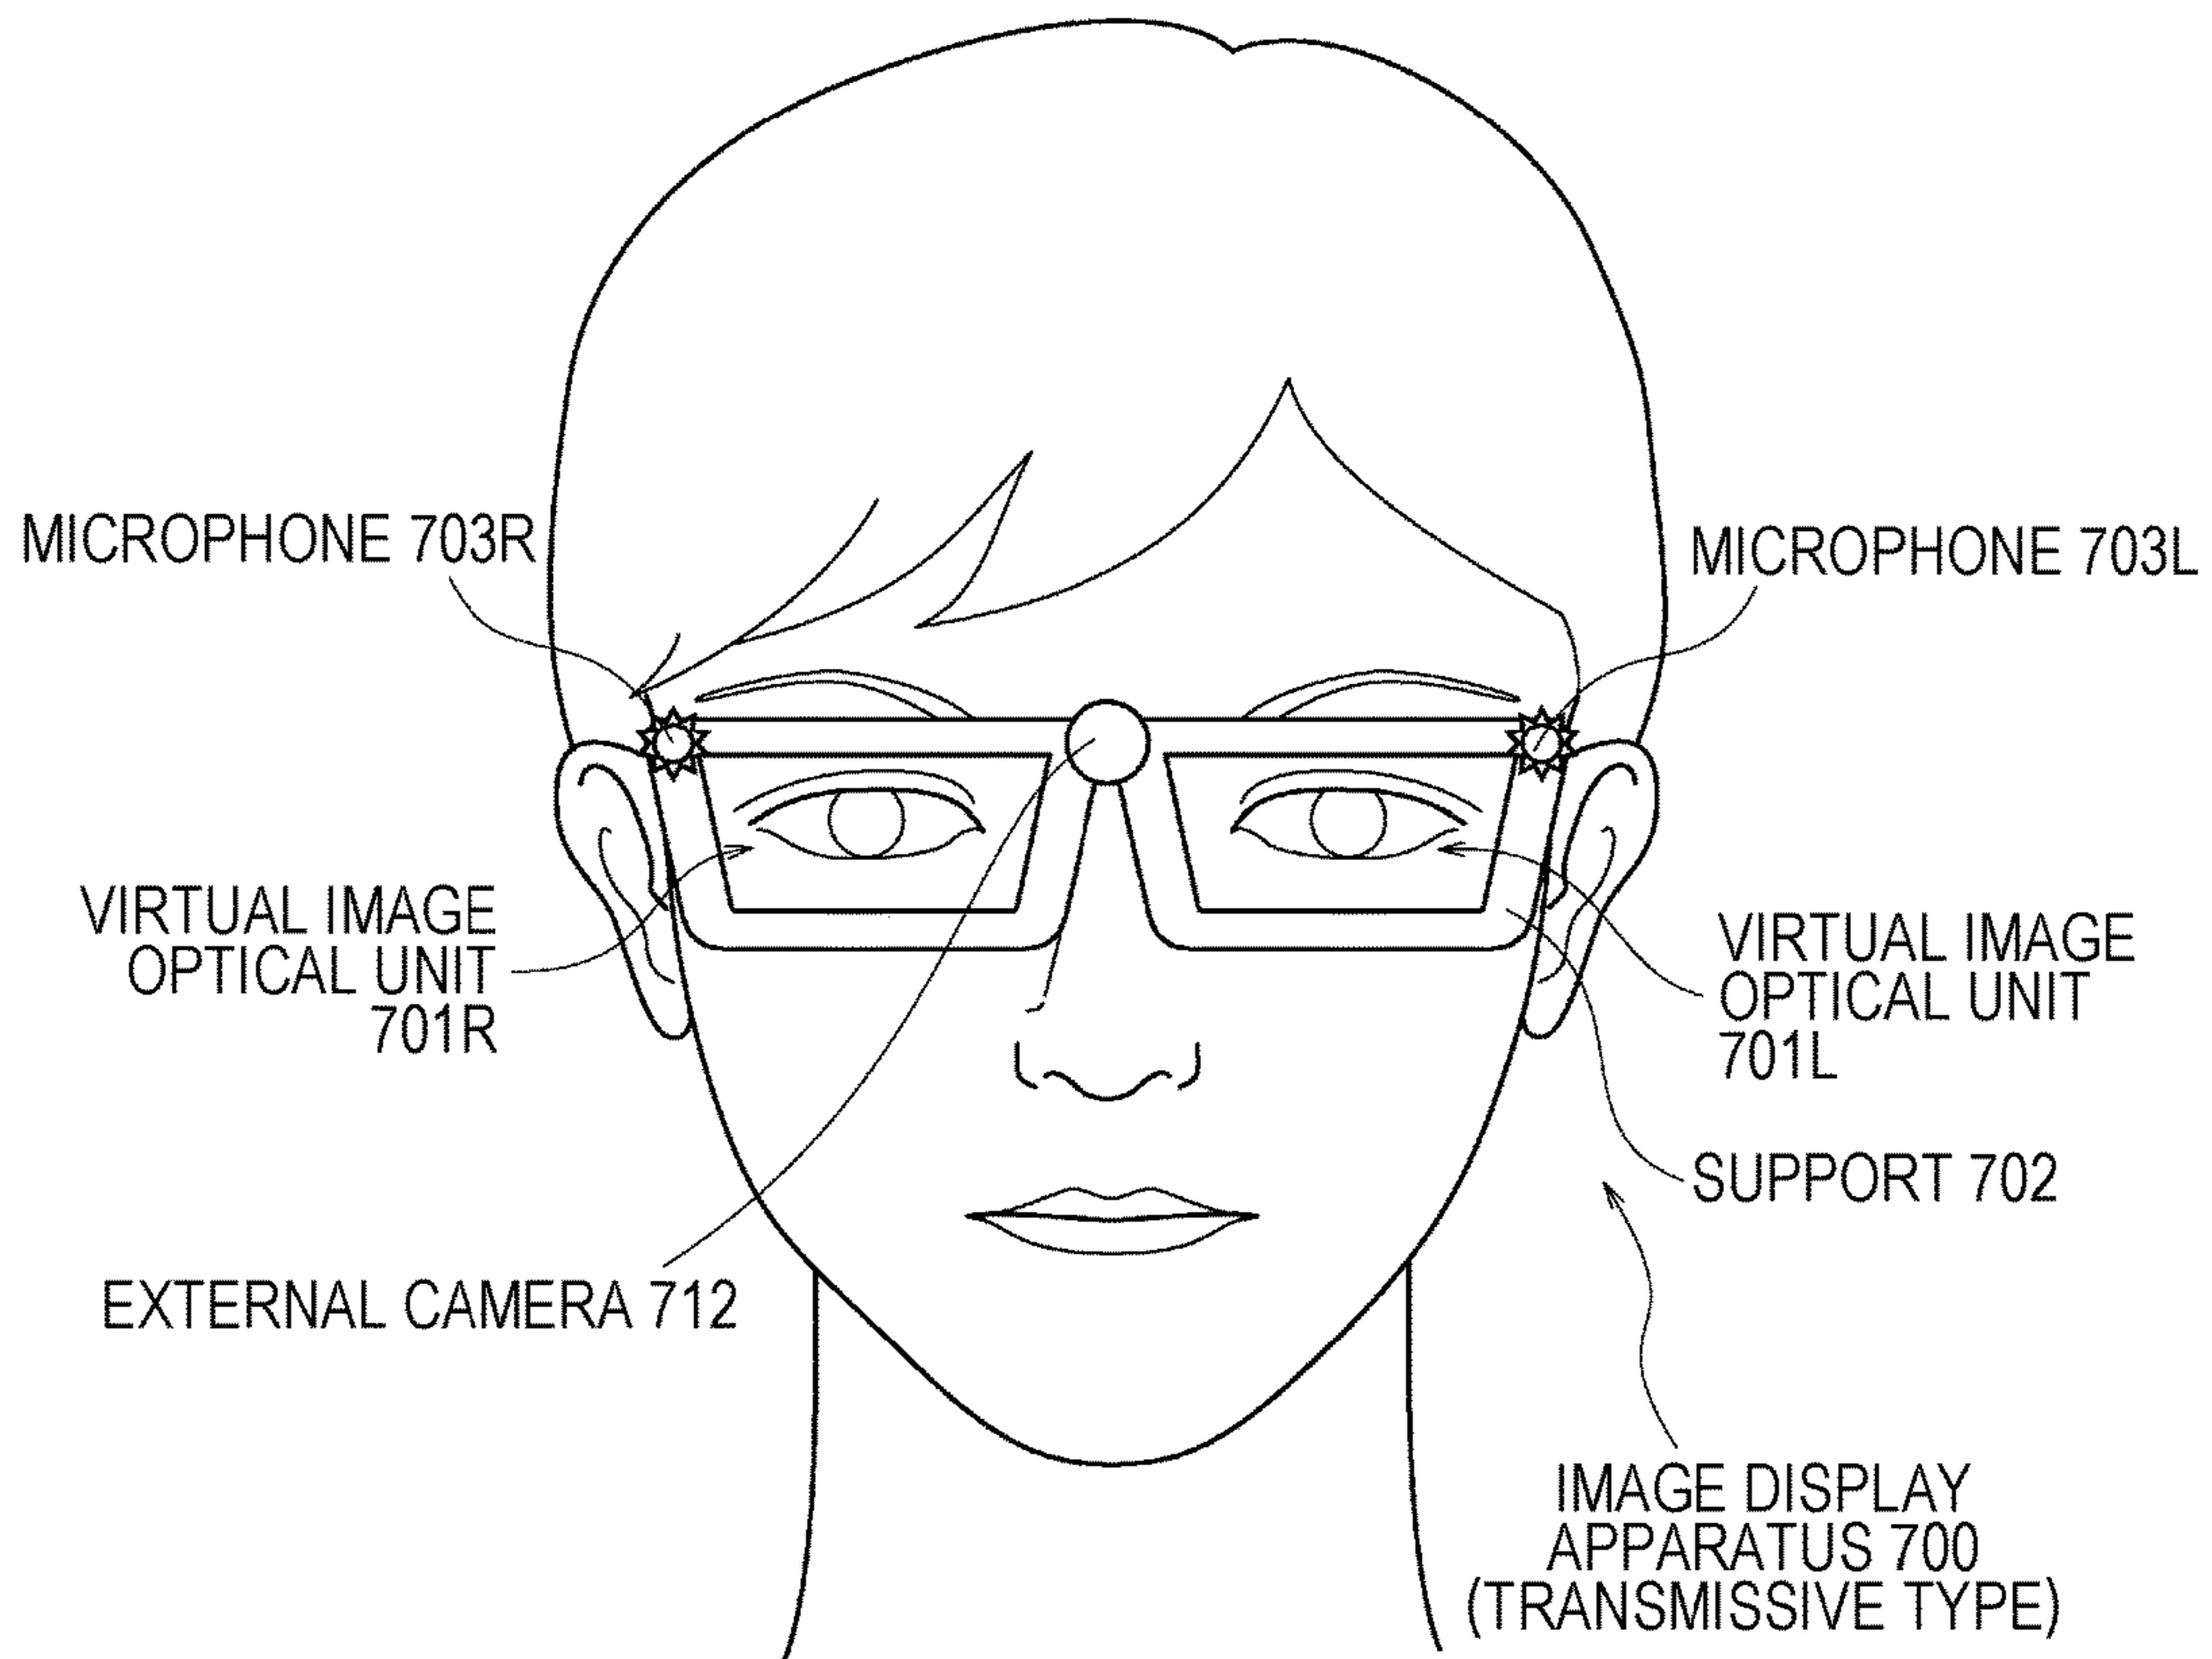 MICROPHONE 703R
MICROPHONE 703L
VIRTUAL IMAGE
OPTICAL UNIT
701R
VIRTUAL IMAGE
OPTICAL UNIT
701L
SUPPORT 702
EXTERNAL CAMERA 712
IMAGE DISPLAY
APPARATUS 700
(TRANSMISSIVE TYPE)